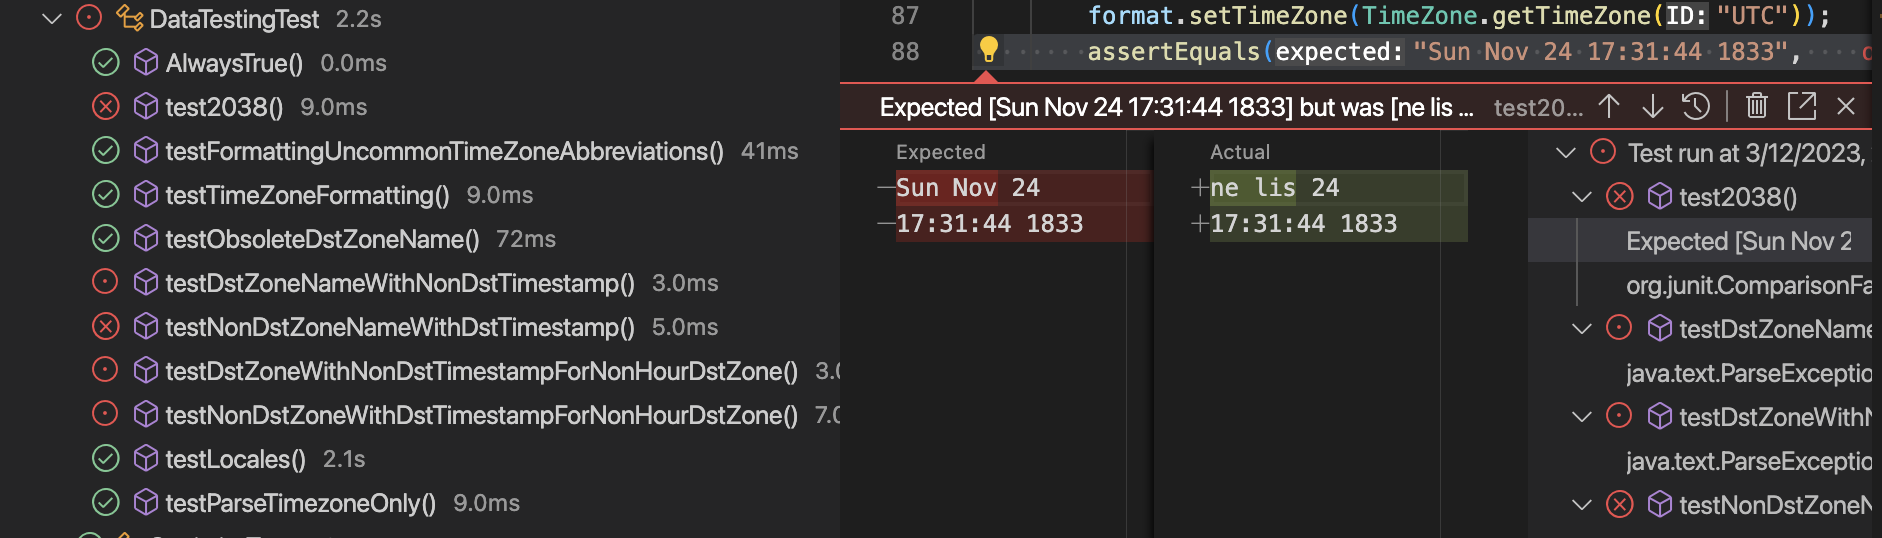 DataTestingTest 2.2s
AlwaysTrue() 0.0ms
test2038() 9.0ms
testFormattingUncommonTimeZoneAbbreviations() 41ms
testTimeZoneFormatting() 9.0ms
testObsoleteDstZoneName() 72ms
testDstZoneNameWithNonDstTimestamp() 3.0ms
testNonDstZoneNameWithDstTimestamp() 5.0ms
testDstZoneWithNonDstTimestampForNonHourDstZone() 3.0
testNonDstZoneWithDstTimestampForNonHourDstZone() 7.0
testLocales() 2.1s
testParseTimezoneOnly() 9.0ms
87 format.setTimeZone(TimeZone.getTimeZone(ID:"UTC"));
88 assertEquals(expected:"Sun Nov 24 17:31:44 1833",
Expected [Sun Nov 24 17:31:44 1833] but was [ne lis ... test20...
Expected
—Sun Nov 24
—17:31:44 1833
Actual
+ne lis 24
+17:31:44 1833
Test run at 3/12/2023,
test2038()
Expected [Sun Nov 2
org.junit.ComparisonFa
testDstZoneName
java.text.ParseExceptio
testDstZoneWithN
java.text.ParseExceptio
testNonDstZoneN